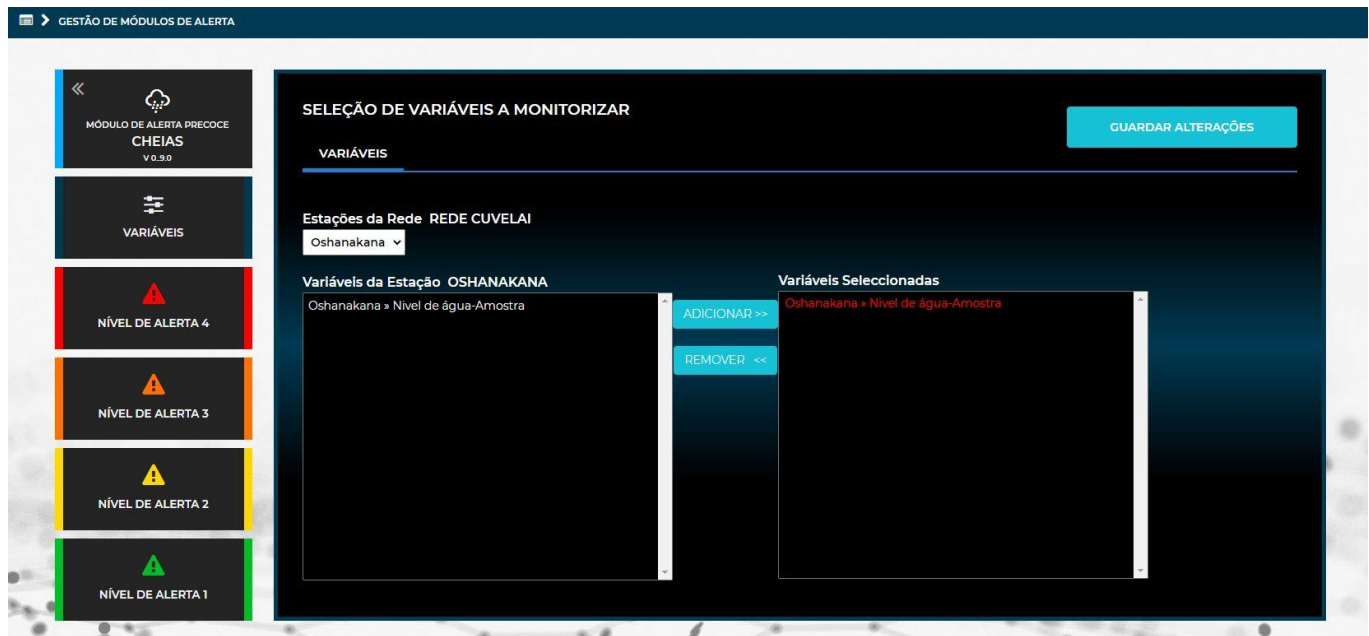 GESTÃO DE MÓDULOS DE ALERTA
MÓDULO DE ALERTA PRECOCE
CHEIAS
V 0..9.0
VARIÁVEIS
NÍVEL DE ALERTA 4
NÍVEL DE ALERTA 3
NÍVEL DE ALERTA 2
NÍVEL DE ALERTA 1
SELEÇÃO DE VARIÁVEIS A MONITORIZAR
GUARDAR ALTERAÇÕES
VARIÁVEIS
Estações da Rede REDE CUVELAI
Oshanakana
Variáveis da Estação OSHANAKANA
Oshanakana » Nivel de água-Amostra
ADICIONAR >>
REMOVER <<
Variáveis Seleccionadas
Oshanakana » Nivel de água-Amostra